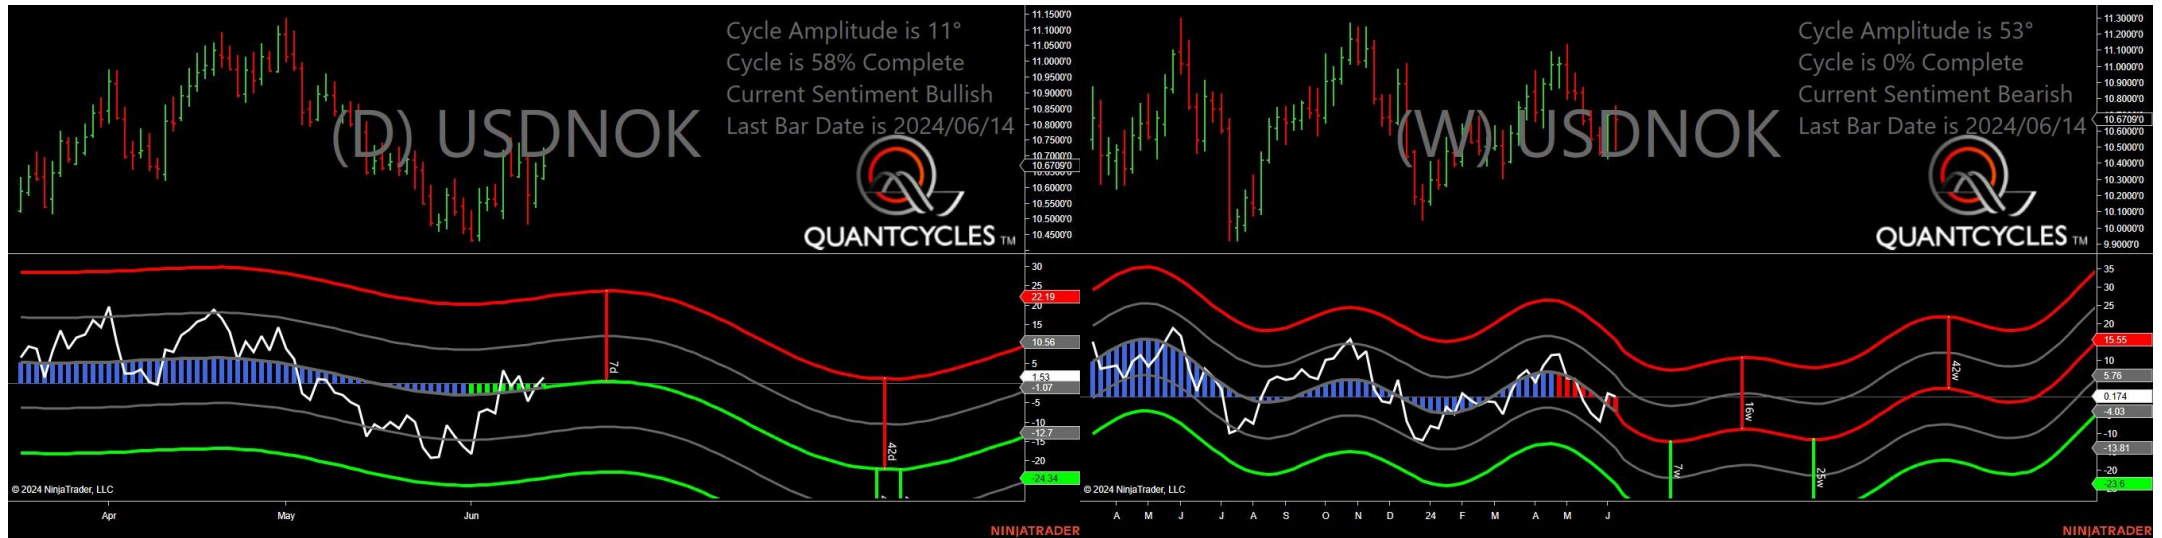 Cycle Amplitude is 11°
Cycle is 58% Complete
Current Sentiment Bullish
Last Bar Date is 2024/06/14
(D) USDNOK
QUANTCYCLES TM
11.1500'0
11.1000'0
11.0500'0
11.0000'0
10.9500'0
10.9000'0
10.8500'0
10.8000'0
10.7500'0
10.7000'0
10.6709'0
10.6000'0
10.5500'0
10.5000'0
10.4500'0
30
25
22.19
20
15
10.56
5
1.53
-1.07
-5
-10
-12.7
-15
-20
-24.34
7d
42d
© 2024 NinjaTrader, LLC
Apr May Jun
NINJATRADER
Cycle Amplitude is 53°
Cycle is 0% Complete
Current Sentiment Bearish
Last Bar Date is 2024/06/14
(W) USDNOK
QUANTCYCLES TM
11.3000'0
11.2000'0
11.1000'0
11.0000'0
10.9000'0
10.8000'0
10.6709'0
10.6000'0
10.5000'0
10.4000'0
10.3000'0
10.2000'0
10.1000'0
10.0000'0
9.9000'0
35
30
25
20
15.55
10
5.76
0.174
-4.03
-10
-13.81
-20
-23.6
7w
16w
25w
42w
© 2024 NinjaTrader, LLC
A M J J A S O N D 24 F M A M J
NINJATRADER